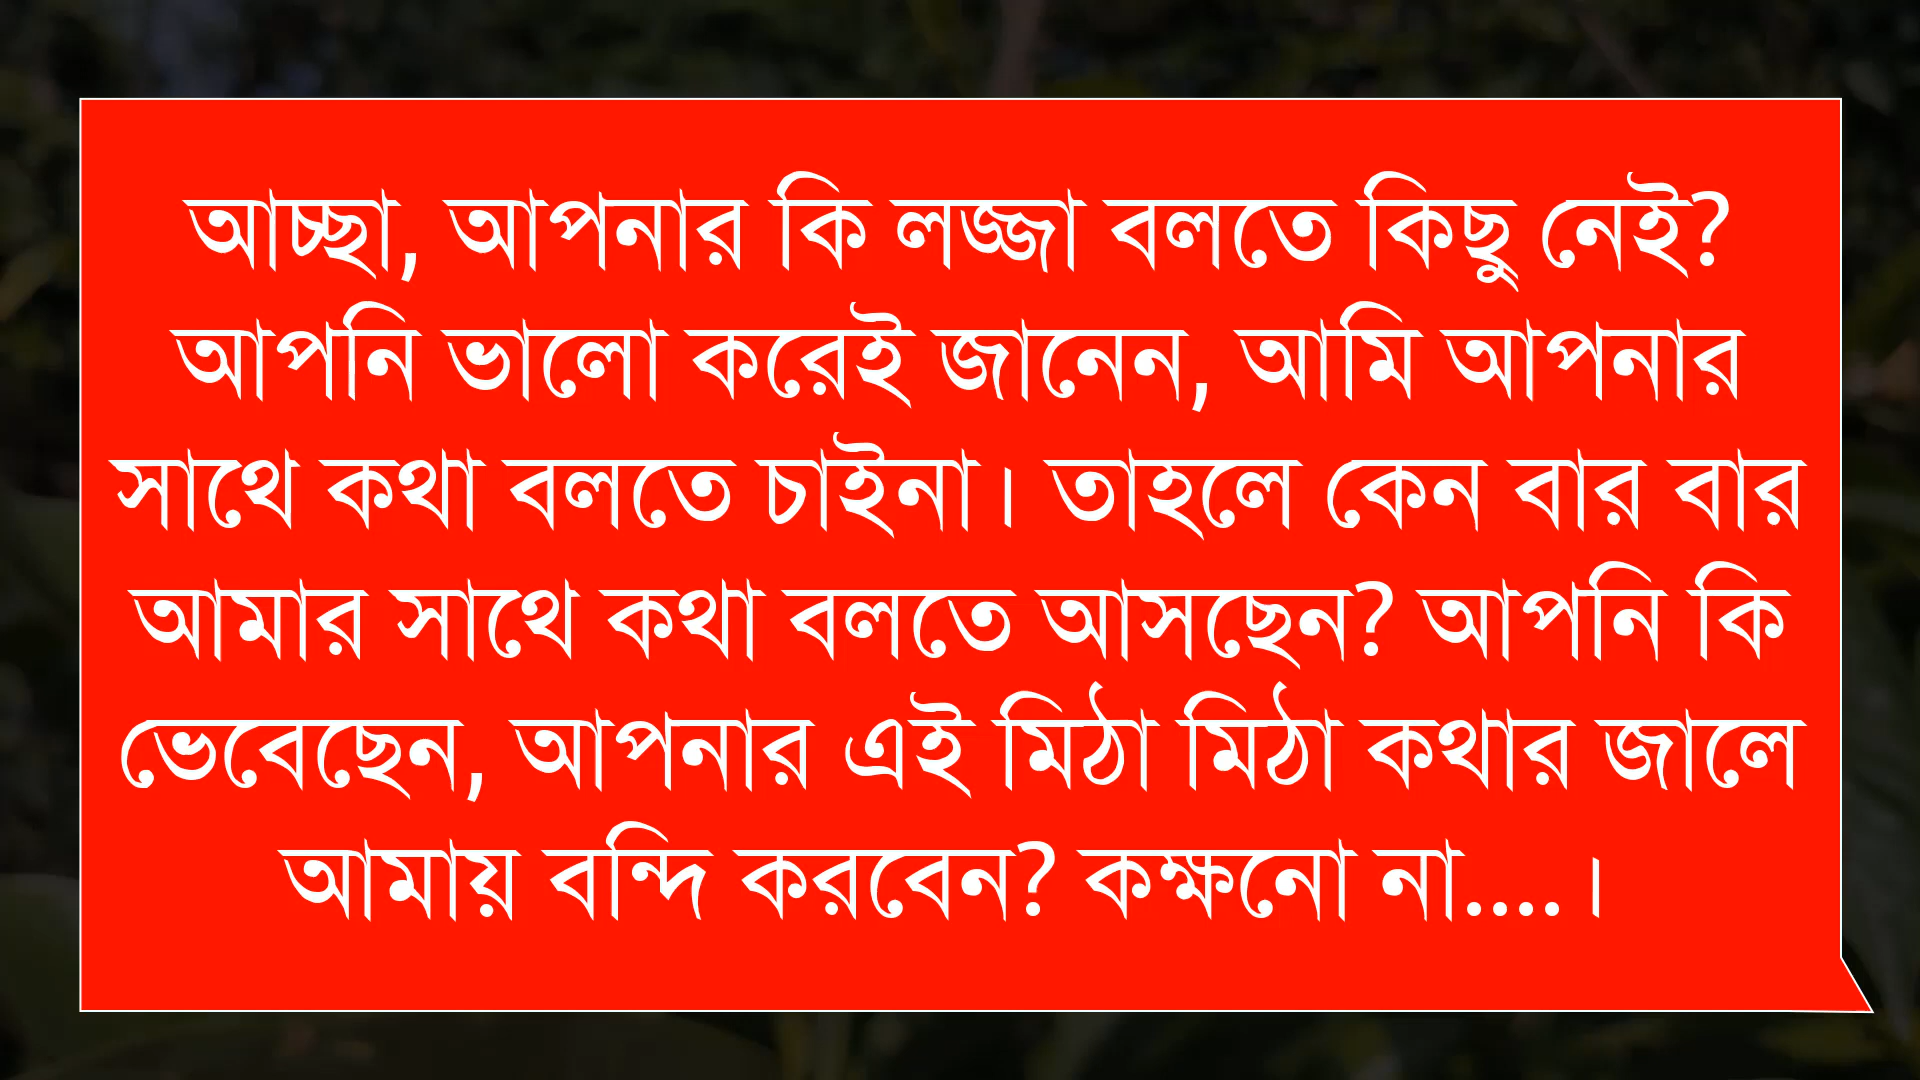 আচ্ছা, আপনার কি লজ্জা বলতে কিছু নেই?
আপনি ভালো করেই জানেন, আমি আপনার
সাথে কথা বলতে চাইনা। তাহলে কেন বার বার
আমার সাথে কথা বলতে আসছেন? আপনি কি
ভেবেছেন, আপনার এই মিঠা মিঠা কথার জালে
আমায় বন্দি করবেন? কক্ষনো না....।